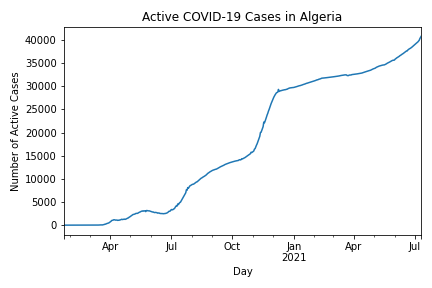 Active COVID-19 Cases in Algeria
Number of Active Cases
40000
35000
30000
25000
20000
15000
10000
5000
0
Apr Jul Oct Jan Apr Jul
2021
Day